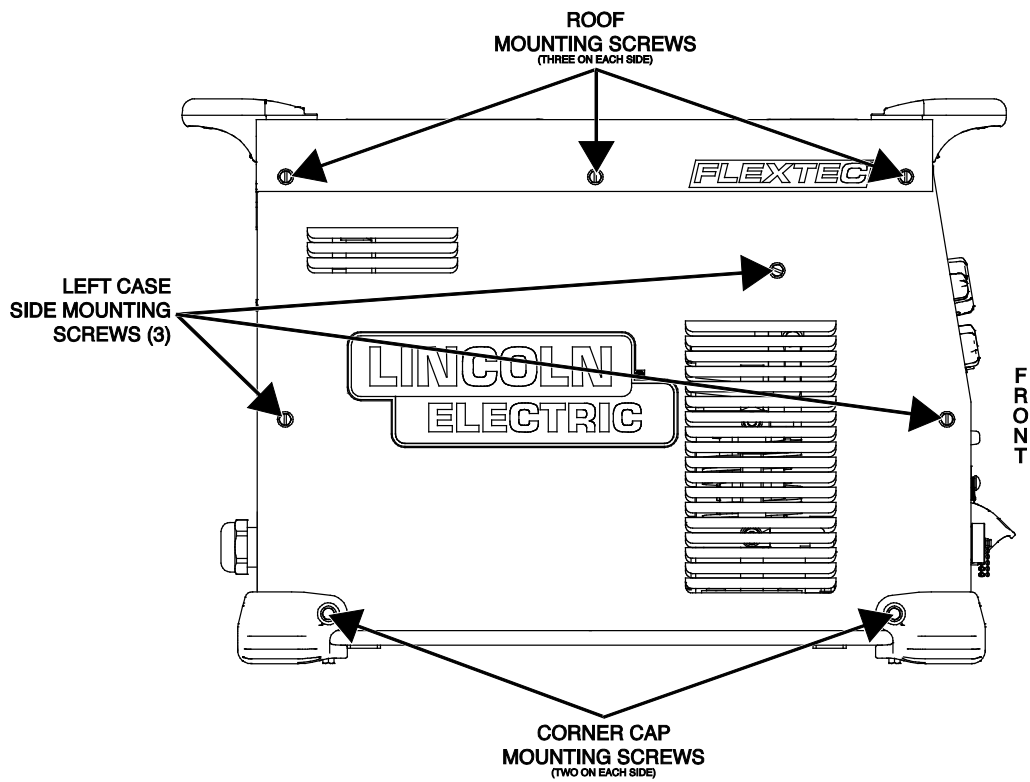 ROOF
MOUNTING SCREWS
(THREE ON EACH SIDE)
FLEXTEC
LEFT CASE
SIDE MOUNTING
SCREWS (3)
LINCOLN
ELECTRIC
FRONT
CORNER CAP
MOUNTING SCREWS
(TWO ON EACH SIDE)